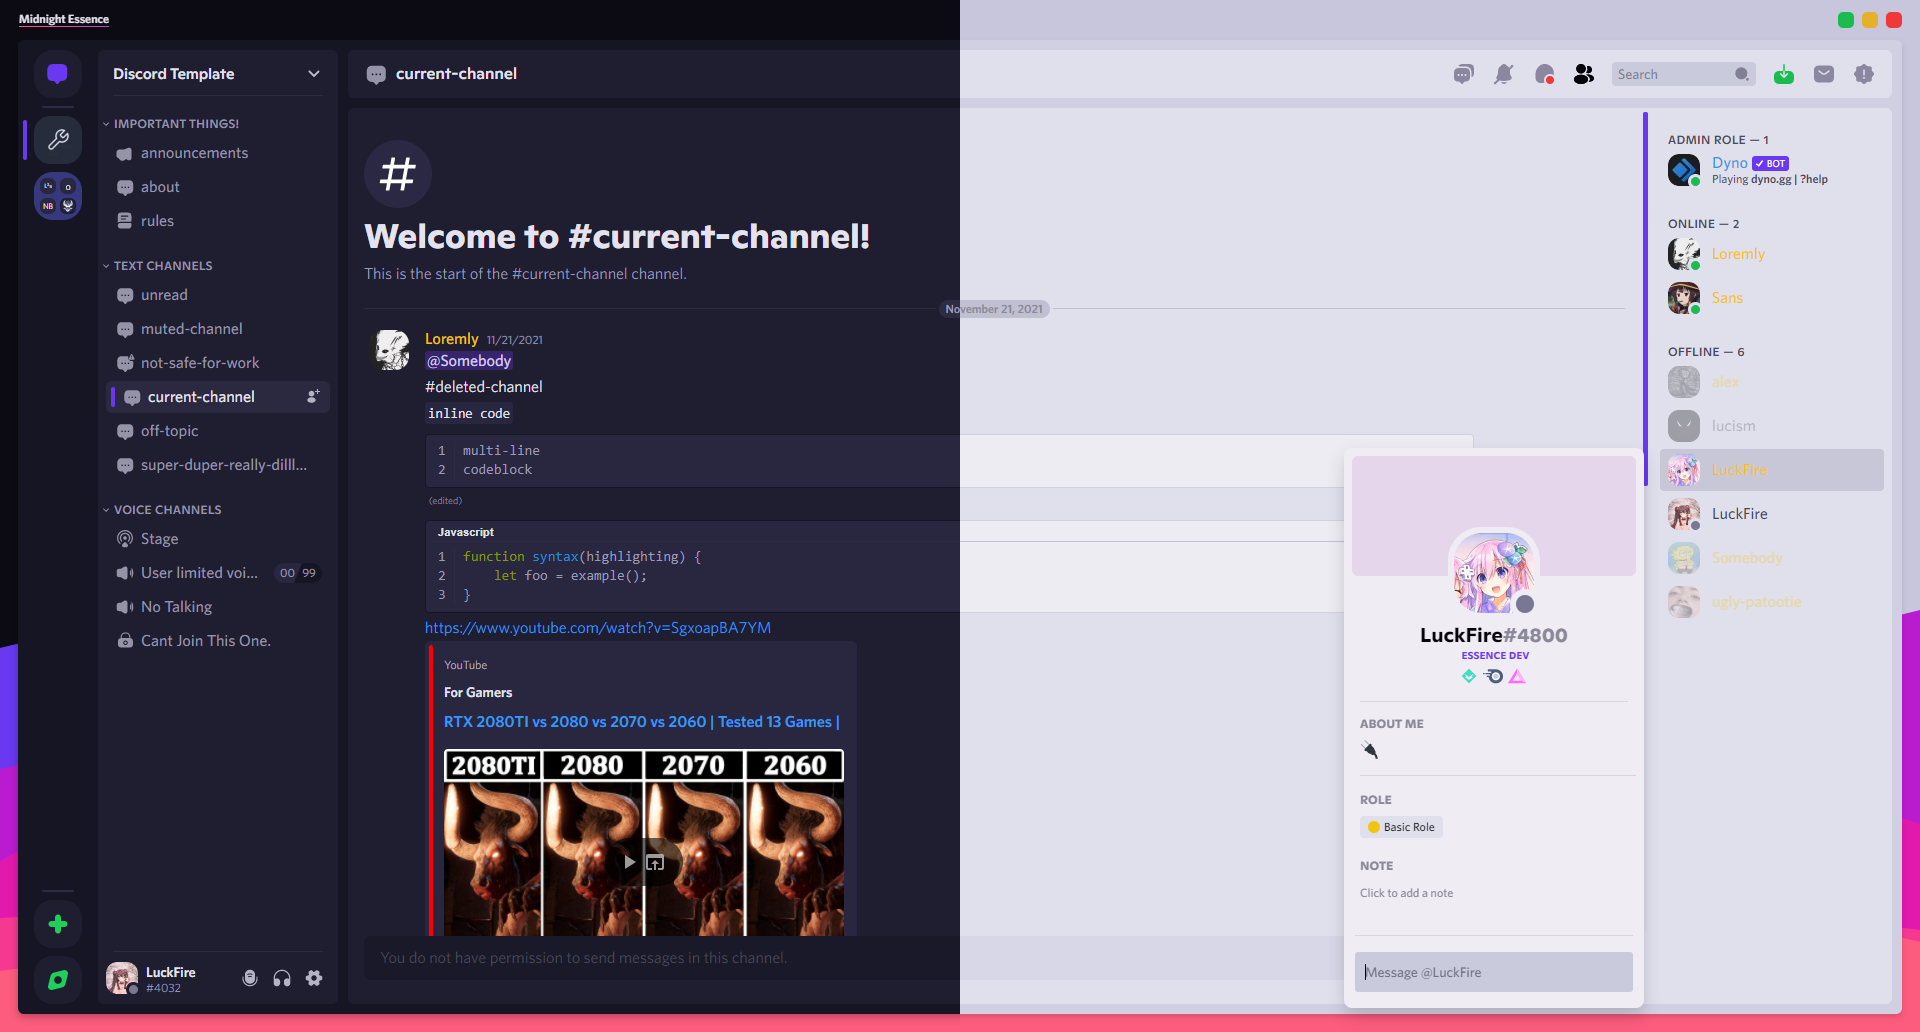 Midnight Essence
Discord Template
IMPORTANT THINGS!
announcements
about
rules
TEXT CHANNELS
unread
muted-channel
not-safe-for-work
current-channel
off-topic
super-duper-really-dilll...
VOICE CHANNELS
Stage
User limited voi... 00 99
No Talking
Cant Join This One.
LuckFire
#4032
NB
current-channel
Search
Welcome to #current-channel!
This is the start of the #current-channel channel.
November 21, 2021
Loremly 11/21/2021
@Somebody
#deleted-channel
inline code
1 multi-line
2 codeblock
(edited)
Javascript
1 function syntax(highlighting) {
2 let foo = example();
3 }
https://www.youtube.com/watch?v=SgxoapBA7YM
YouTube
For Gamers
RTX 2080TI vs 2080 vs 2070 vs 2060 | Tested 13 Games |
2080TI 2080 2070 2060
You do not have permission to send messages in this channel.
ADMIN ROLE — 1
Dyno BOT
Playing dyno.gg | ?help
ONLINE — 2
Loremly
Sans
OFFLINE — 6
alex
lucism
LuckFire
LuckFire
Somebody
ugly-patootie
LuckFire#4800
ESSENCE DEV
ABOUT ME
ROLE
Basic Role
NOTE
Click to add a note
Message @LuckFire